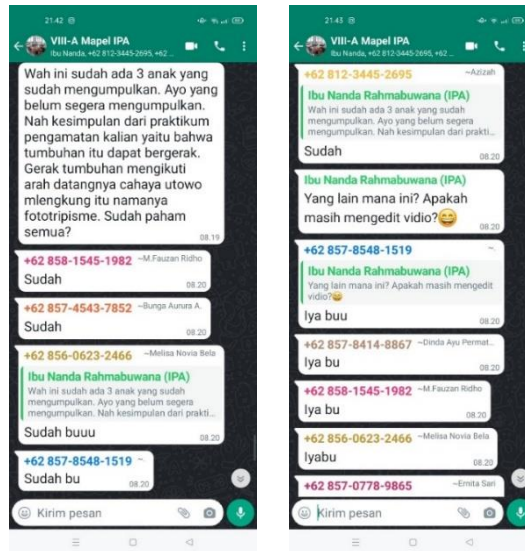 21.42
VIII-A Mapel IPA
Ibu Nanda, +62 812-3445-2695, +62 ...
Wah ini sudah ada 3 anak yang
sudah mengumpulkan. Ayo yang
belum segera mengumpulkan.
Nah kesimpulan dari praktikum
pengamatan kalian yaitu bahwa
tumbuhan itu dapat bergerak.
Gerak tumbuhan mengikuti
arah datangnya cahaya utowo
mlengkung itu namanya
fototripisme. Sudah paham
semua?
08.19
+62 858-1545-1982 ~M.Fauzan Ridho
Sudah
08.20
+62 857-4543-7852 ~Bunga Aurura A.
Sudah
08.20
+62 856-0623-2466 ~Melisa Novia Bela
Ibu Nanda Rahmabuwana (IPA)
Wah ini sudah ada 3 anak yang sudah
mengumpulkan. Ayo yang belum segera
mengumpulkan. Nah kesimpulan dari prakti...
Sudah buuu
08.20
+62 857-8548-1519 ~
Sudah bu
08.20
Kirim pesan
21.43
VIII-A Mapel IPA
Ibu Nanda, +62 812-3445-2695, +62 ...
+62 812-3445-2695 ~Azizah
Ibu Nanda Rahmabuwana (IPA)
Wah ini sudah ada 3 anak yang sudah
mengumpulkan. Ayo yang belum segera
mengumpulkan. Nah kesimpulan dari prakti...
Sudah
08.20
Ibu Nanda Rahmabuwana (IPA)
Yang lain mana ini? Apakah
masih mengedit vidio?😄
08.20
+62 857-8548-1519 ~
Ibu Nanda Rahmabuwana (IPA)
Yang lain mana ini? Apakah masih mengedit
vidio?😄
Iya buu
08.20
+62 857-8414-8867 ~Dinda Ayu Permat...
Iya bu
08.20
+62 858-1545-1982 ~M.Fauzan Ridho
Iya bu
08.20
+62 856-0623-2466 ~Melisa Novia Bela
Iyabu
08.20
+62 857-0778-9865 ~Ernita Sari
Kirim pesan